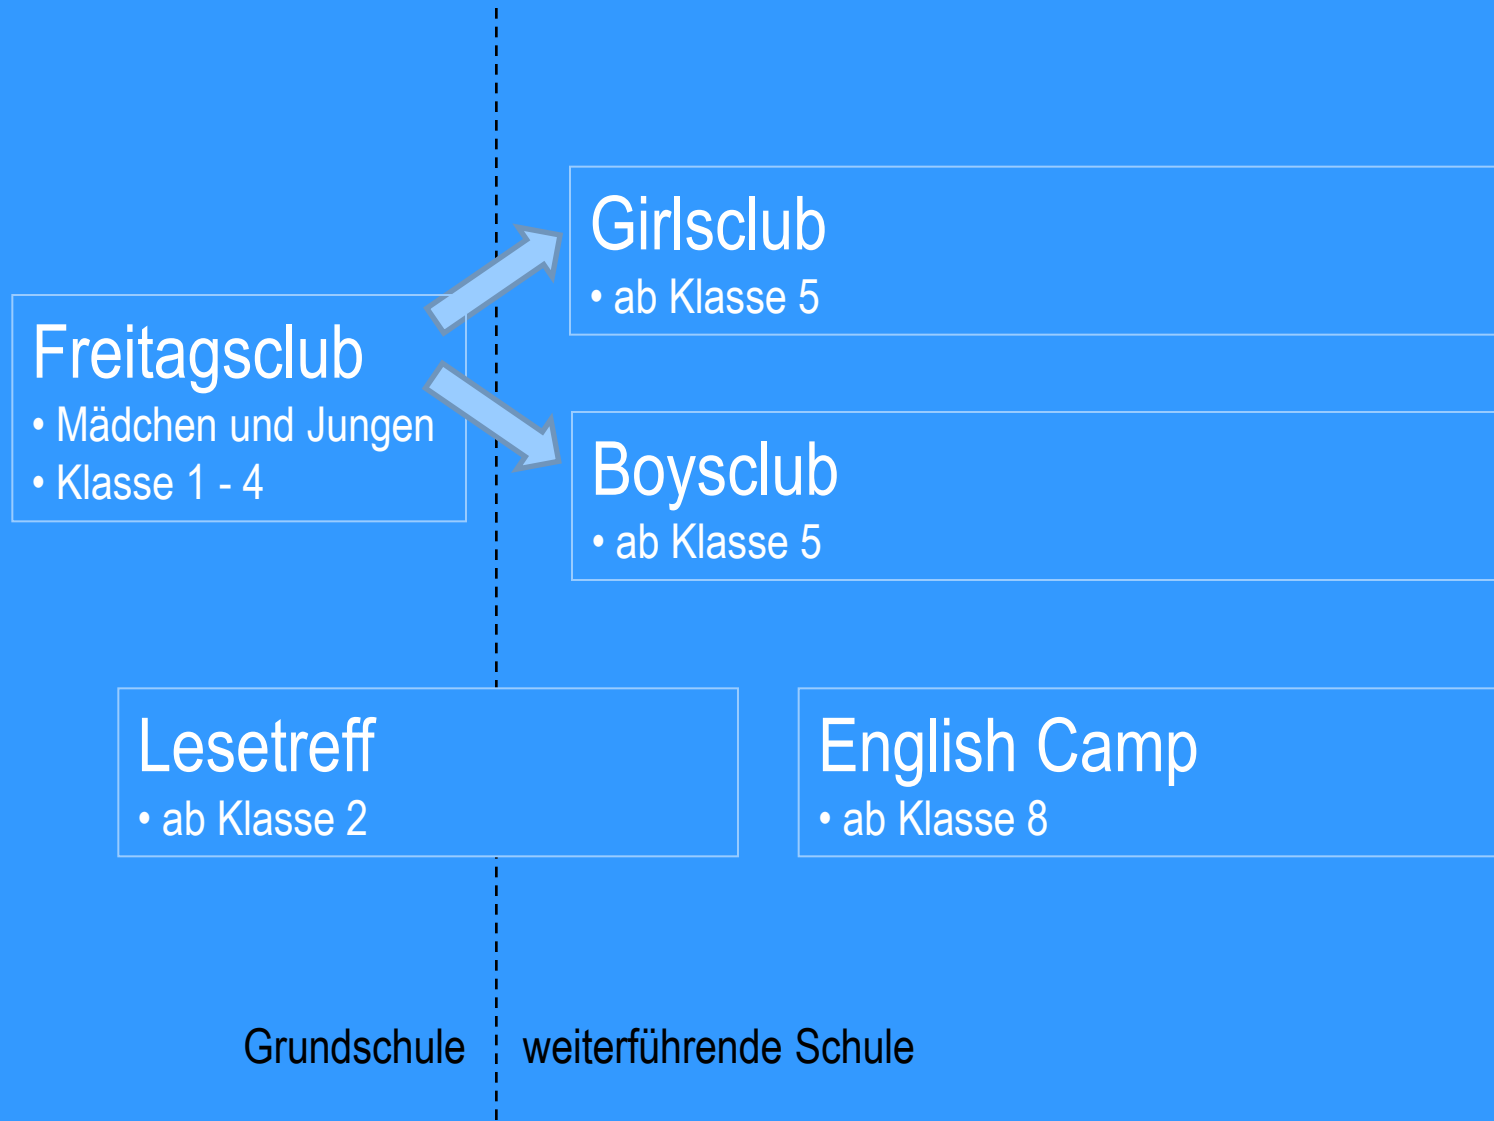 Girlsclub
• ab Klasse 5
Freitagsclub
• Mädchen und Jungen
• Klasse 1 - 4
Boysclub
• ab Klasse 5
Lesetreff
• ab Klasse 2
English Camp
• ab Klasse 8
Grundschule
weiterführende Schule